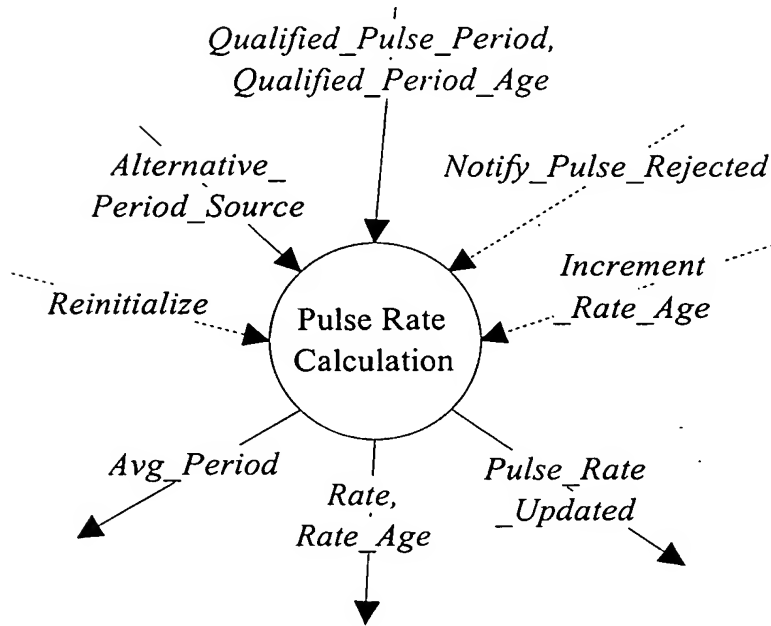 Qualified_Pulse_Period,
Qualified_Period_Age
Alternative_
Period_Source
Notify_Pulse_Rejected
Reinitialize
Increment
_Rate_Age
Pulse Rate
Calculation
Avg_Period
Rate,
Rate_Age
Pulse_Rate
_Updated